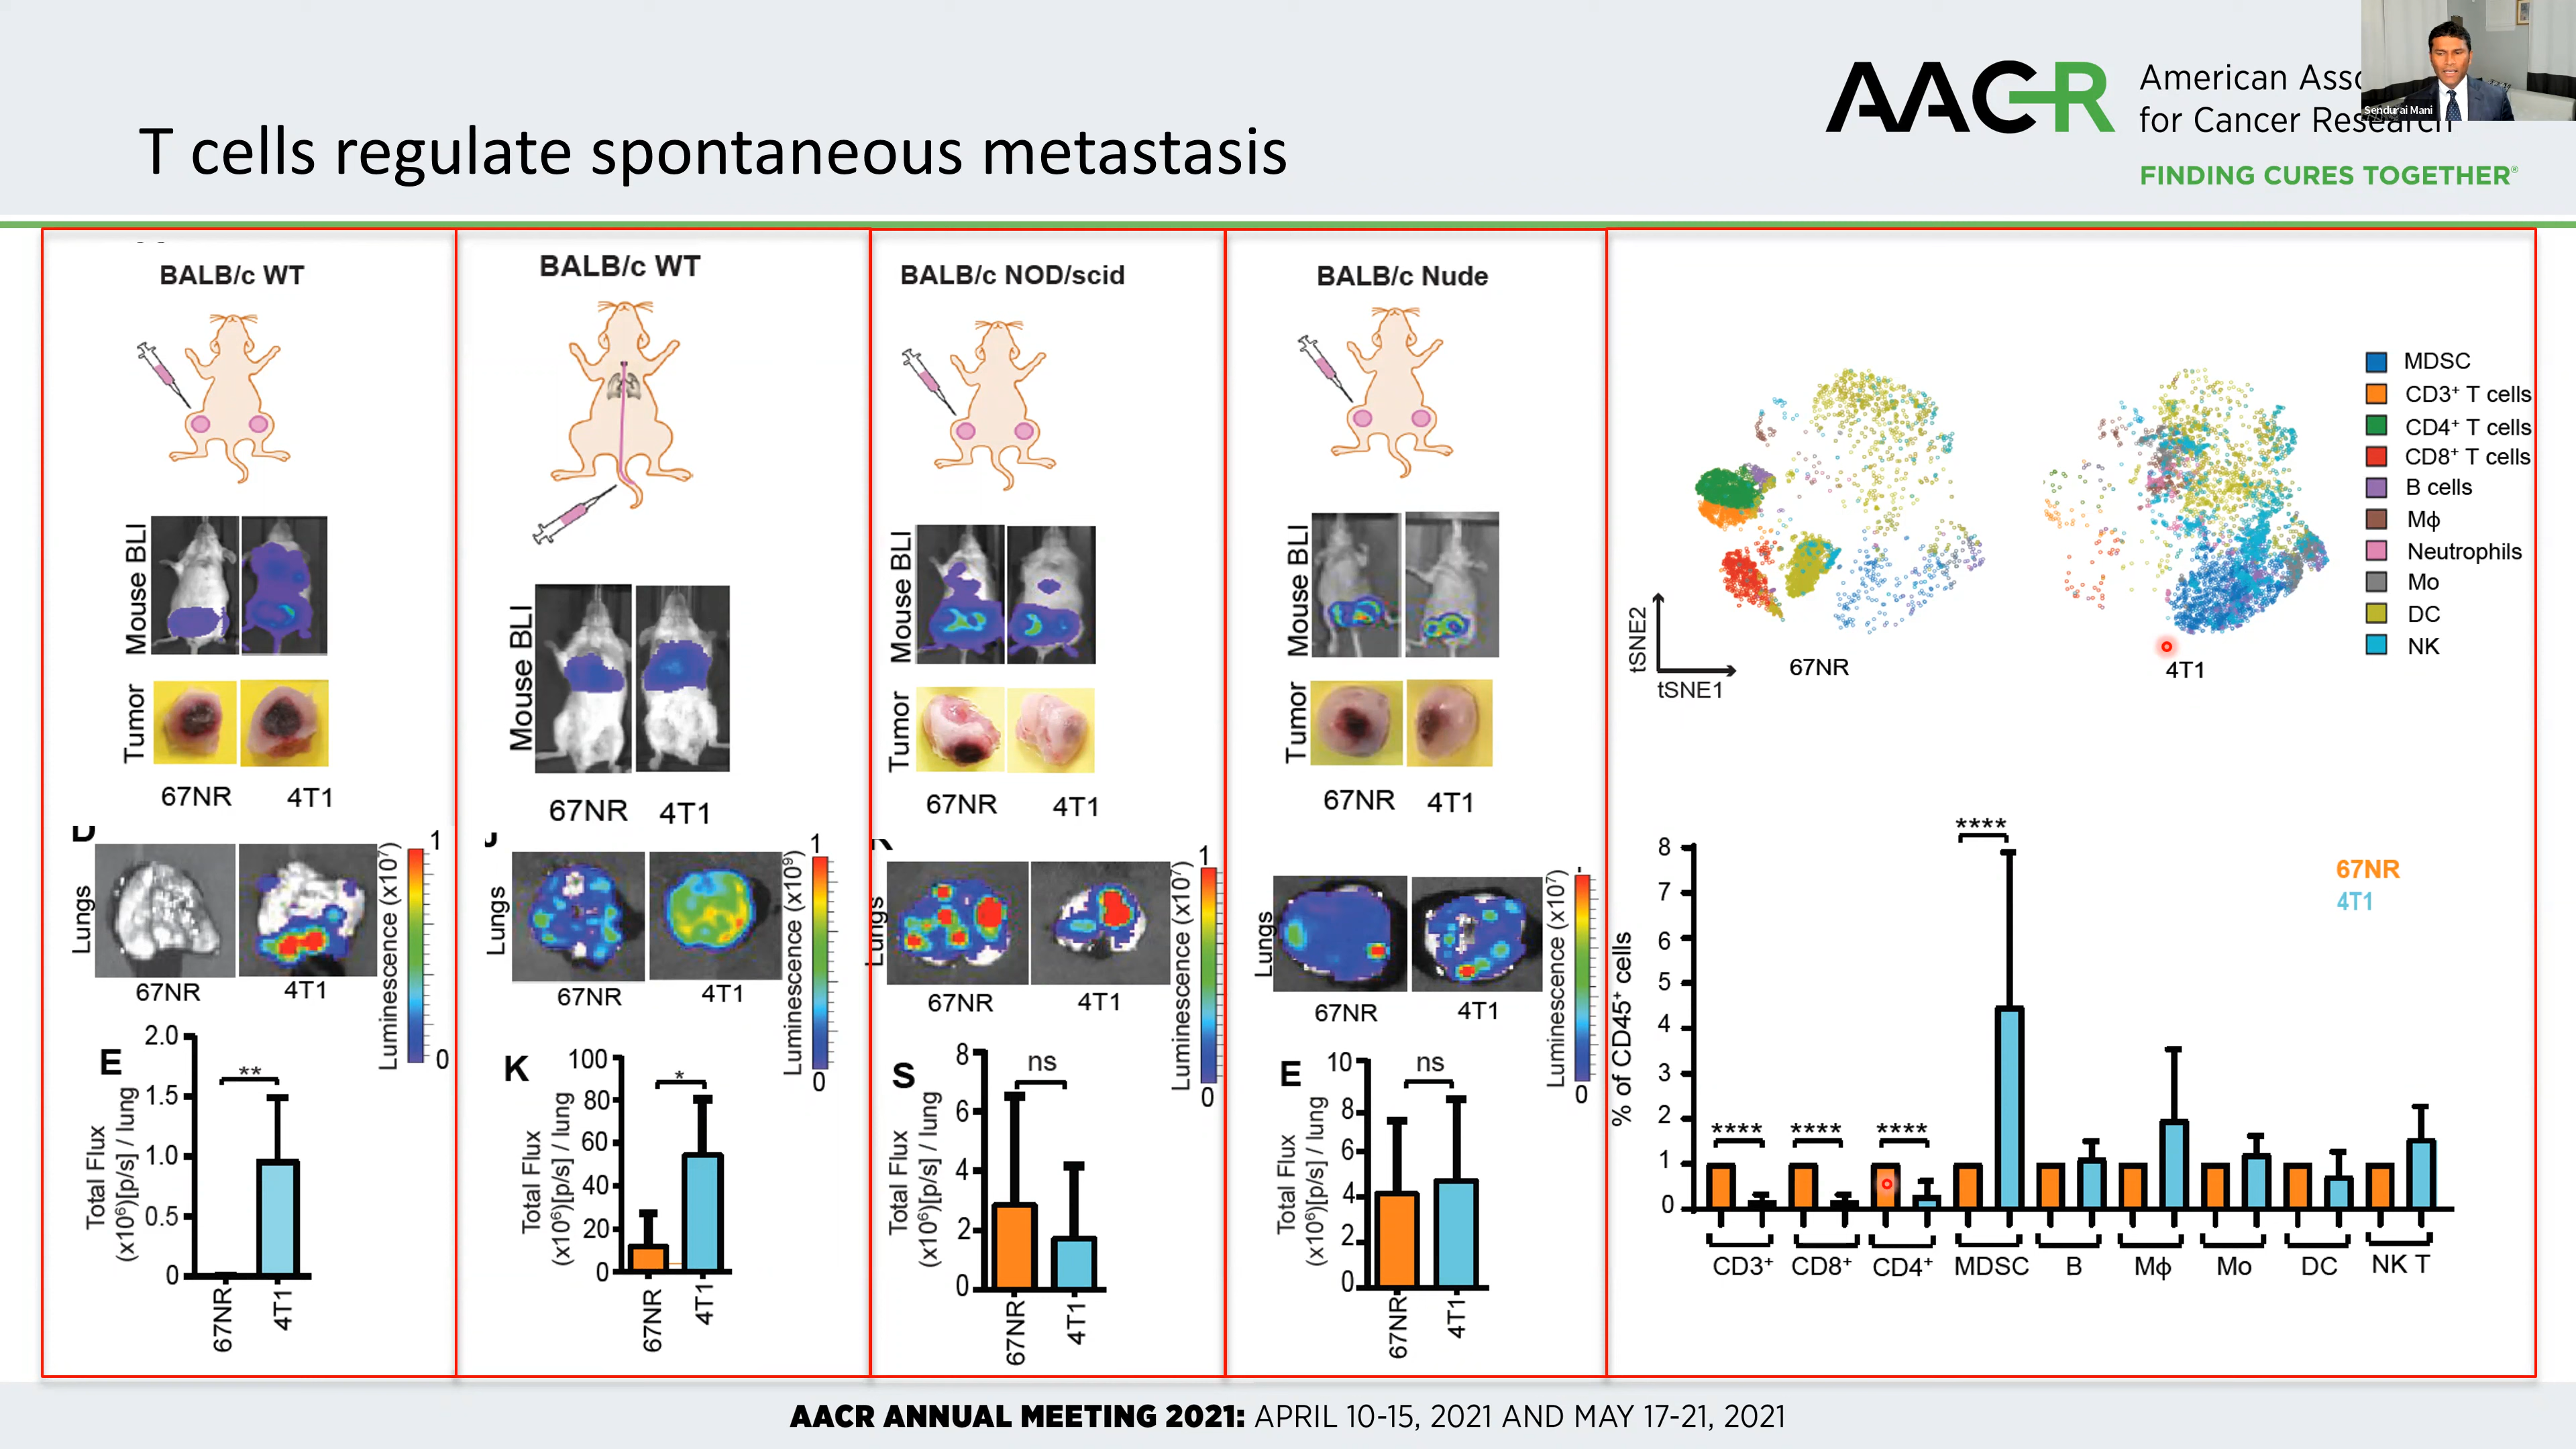 T cells regulate spontaneous metastasis
AACR
American Asso
for Cancer Research
FINDING CURES TOGETHER®
Sendurai Mani
BALB/c WT
Mouse BLI
Tumor
67NR 4T1
D
Lungs
67NR 4T1
Luminescence (x10⁷)
1
0
E
Total Flux
(x10⁶)[p/s] / lung
2.0
1.5
1.0
0.5
0
**
67NR
4T1
BALB/c WT
Mouse BLI
67NR 4T1
J
Lungs
67NR 4T1
Luminescence (x10⁹)
1
0
K
Total Flux
(x10⁶)[p/s] / lung
100
80
60
40
20
0
*
67NR
4T1
BALB/c NOD/scid
Mouse BLI
Tumor
67NR 4T1
Lungs
67NR 4T1
Luminescence (x10⁷)
1
0
S
Total Flux
(x10⁶)[p/s] / lung
8
6
4
2
0
ns
67NR
4T1
BALB/c Nude
Mouse BLI
Tumor
67NR 4T1
Lungs
67NR 4T1
Luminescence (x10⁷)
0
E
Total Flux
(x10⁶)[p/s] / lung
10
8
6
4
2
0
ns
67NR
4T1
tSNE2
tSNE1
67NR
4T1
MDSC
CD3⁺ T cells
CD4⁺ T cells
CD8⁺ T cells
B cells
Mϕ
Neutrophils
Mo
DC
NK
% of CD45⁺ cells
8
7
6
5
4
3
2
1
0
**** **** **** ****
67NR
4T1
CD3⁺ CD8⁺ CD4⁺ MDSC B Mϕ Mo DC NK T
AACR ANNUAL MEETING 2021: APRIL 10-15, 2021 AND MAY 17-21, 2021